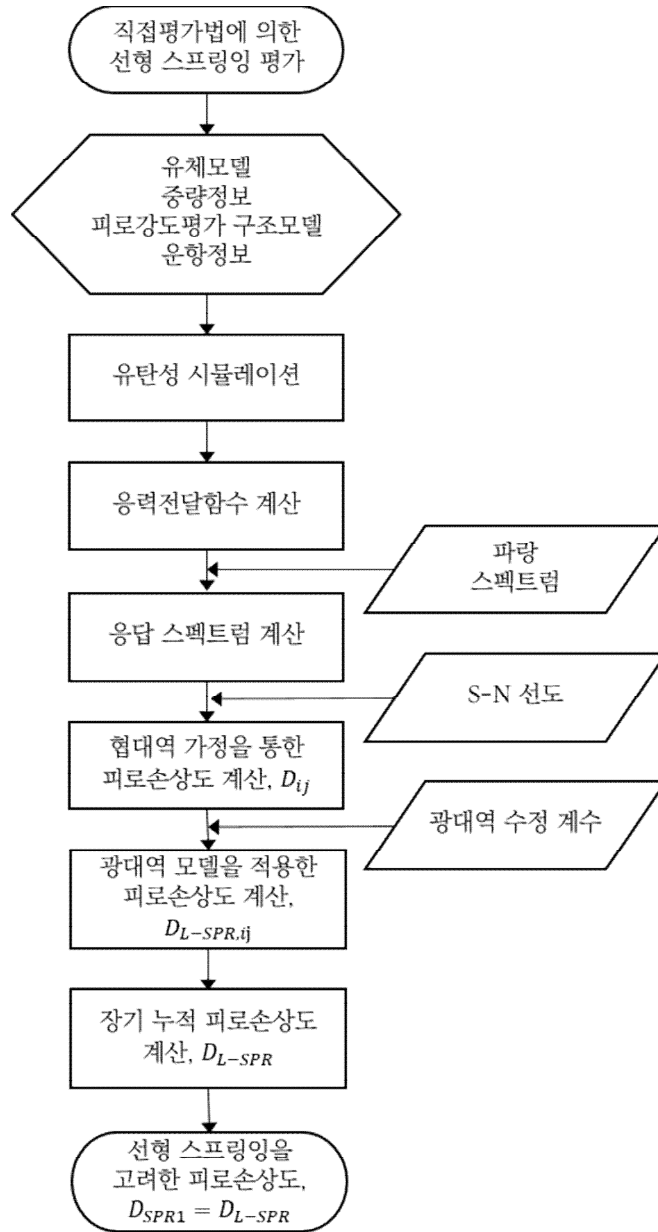 직접평가법에 의한
선형 스프링잉 평가
유체모델
중량정보
피로강도평가 구조모델
운항정보
유탄성 시뮬레이션
응력전달함수 계산
파랑
스펙트럼
응답 스펙트럼 계산
S-N 선도
협대역 가정을 통한
피로손상도 계산, D_{ij}
광대역 수정 계수
광대역 모델을 적용한
피로손상도 계산,
D_{L-SPR,ij}
장기 누적 피로손상도
계산, D_{L-SPR}
선형 스프링잉을
고려한 피로손상도,
D_{SPR1} = D_{L-SPR}